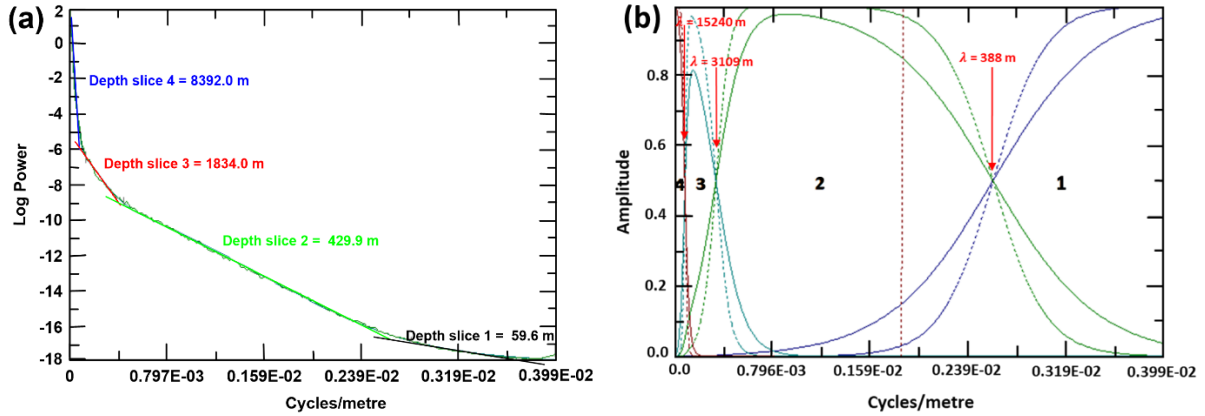 (a)
2
0
-2
-4
-6
-8
-10
-12
-14
-16
-18
Log Power
Depth slice 4 = 8392.0 m
Depth slice 3 = 1834.0 m
Depth slice 2 = 429.9 m
Depth slice 1 = 59.6 m
0 0.797E-03 0.159E-02 0.239E-02 0.319E-02 0.399E-02
Cycles/metre
(b)
0.8
0.6
0.4
0.2
0.0
Amplitude
λ = 15240 m
λ = 3109 m
λ = 388 m
4 3 2 1
0.0 0.796E-03 0.159E-02 0.239E-02 0.319E-02 0.399E-02
Cycles/metre